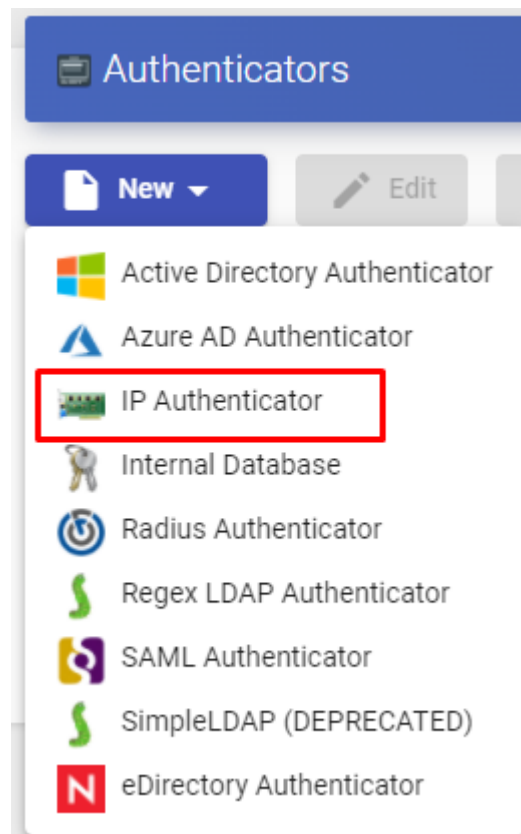 Authenticators
New
Edit
Active Directory Authenticator
Azure AD Authenticator
IP Authenticator
Internal Database
Radius Authenticator
Regex LDAP Authenticator
SAML Authenticator
SimpleLDAP (DEPRECATED)
eDirectory Authenticator